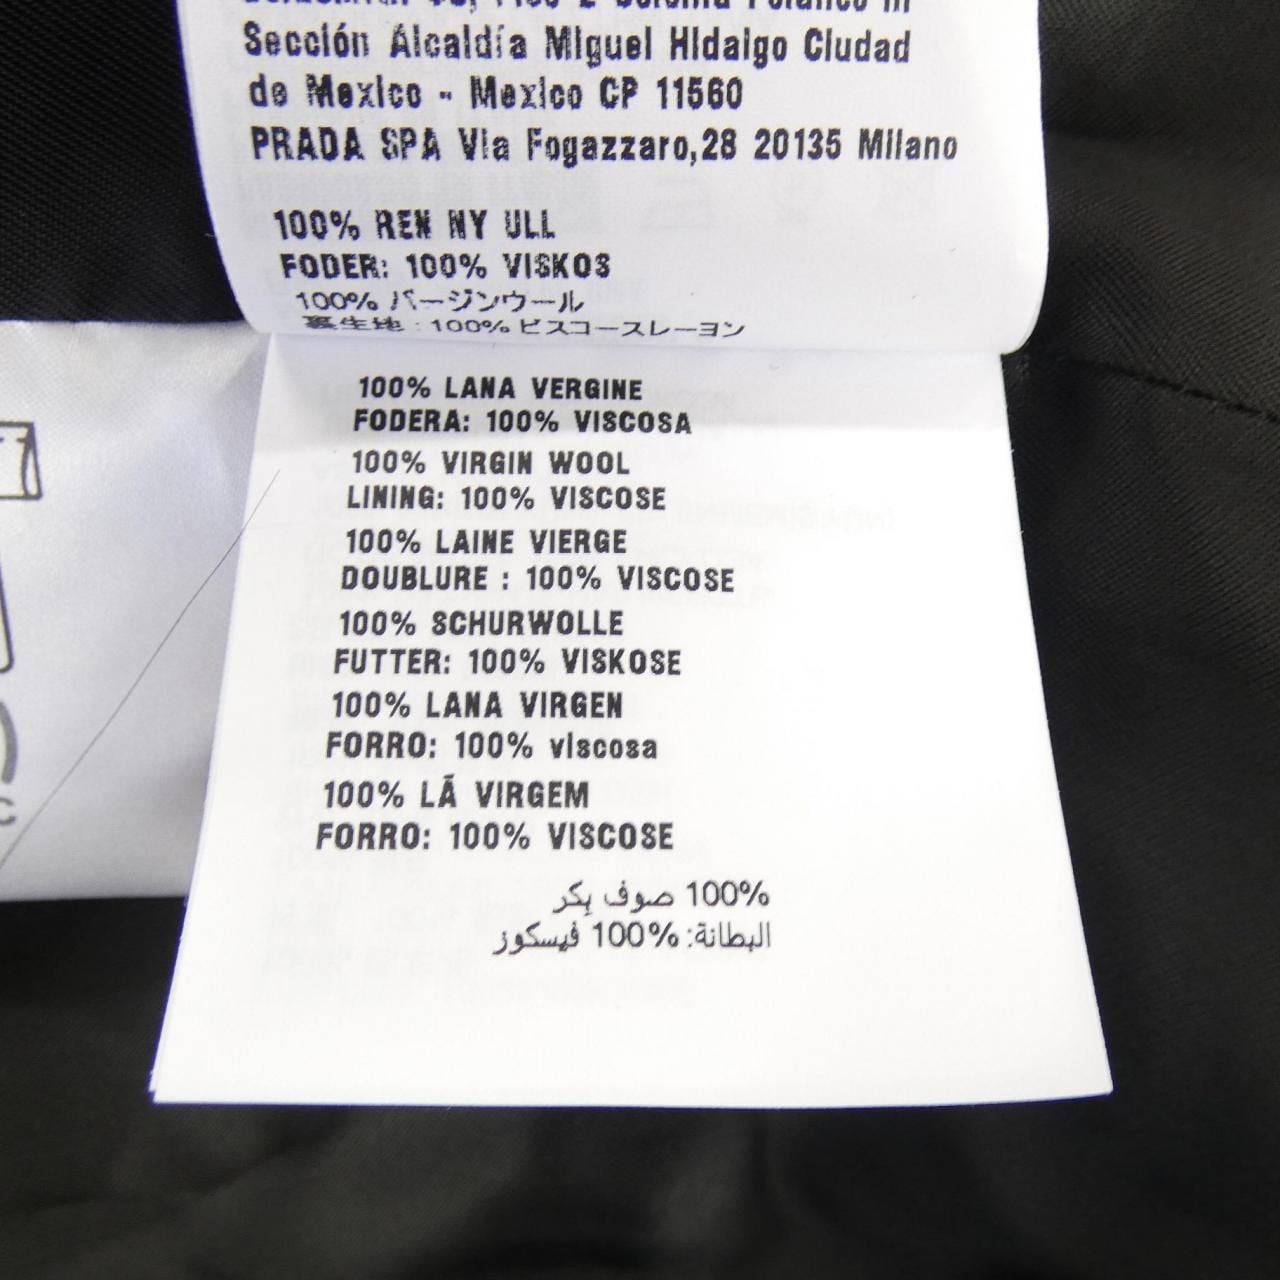 Sección Alcaldía Miguel Hidalgo Ciudad
de Mexico - Mexico CP 11560
PRADA SPA Via Fogazzaro,28 20135 Milano
100% REN NY ULL
FODER: 100% VISKOS
100% バージンウール
裏生地:100% ビスコースレーヨン
100% LANA VERGINE
FODERA: 100% VISCOSA
100% VIRGIN WOOL
LINING: 100% VISCOSE
100% LAINE VIERGE
DOUBLURE : 100% VISCOSE
100% SCHURWOLLE
FUTTER: 100% VISKOSE
100% LANA VIRGEN
FORRO: 100% viscosa
100% LÃ VIRGEM
FORRO: 100% VISCOSE
100% صوف بِكر
البطانة: 100% فيسكوز